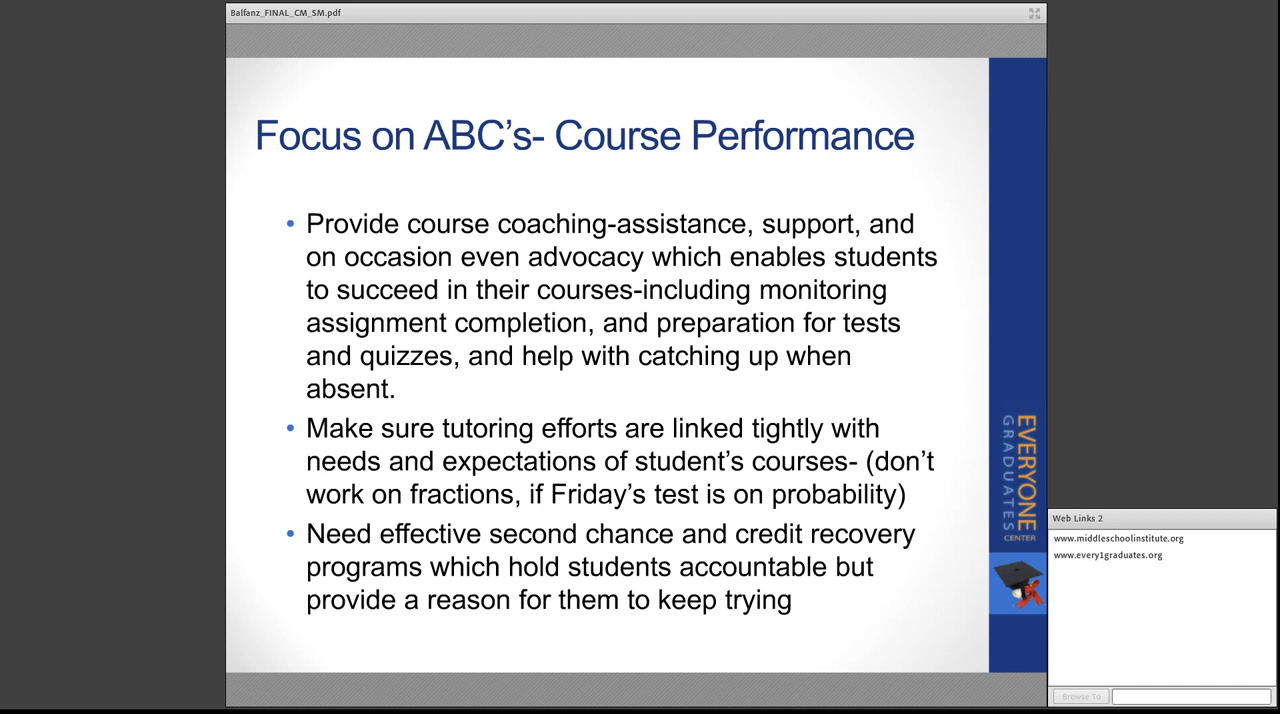 Balfanz_FINAL_CM_SM.pdf
Focus on ABC's- Course Performance
• Provide course coaching-assistance, support, and
on occasion even advocacy which enables students
to succeed in their courses-including monitoring
assignment completion, and preparation for tests
and quizzes, and help with catching up when
absent.
• Make sure tutoring efforts are linked tightly with
needs and expectations of student's courses- (don't
work on fractions, if Friday's test is on probability)
• Need effective second chance and credit recovery
programs which hold students accountable but
provide a reason for them to keep trying
EVERYONE
GRADUATES
CENTER
Web Links 2
www.middleschoolinstitute.org
www.every1graduates.org
Browse To